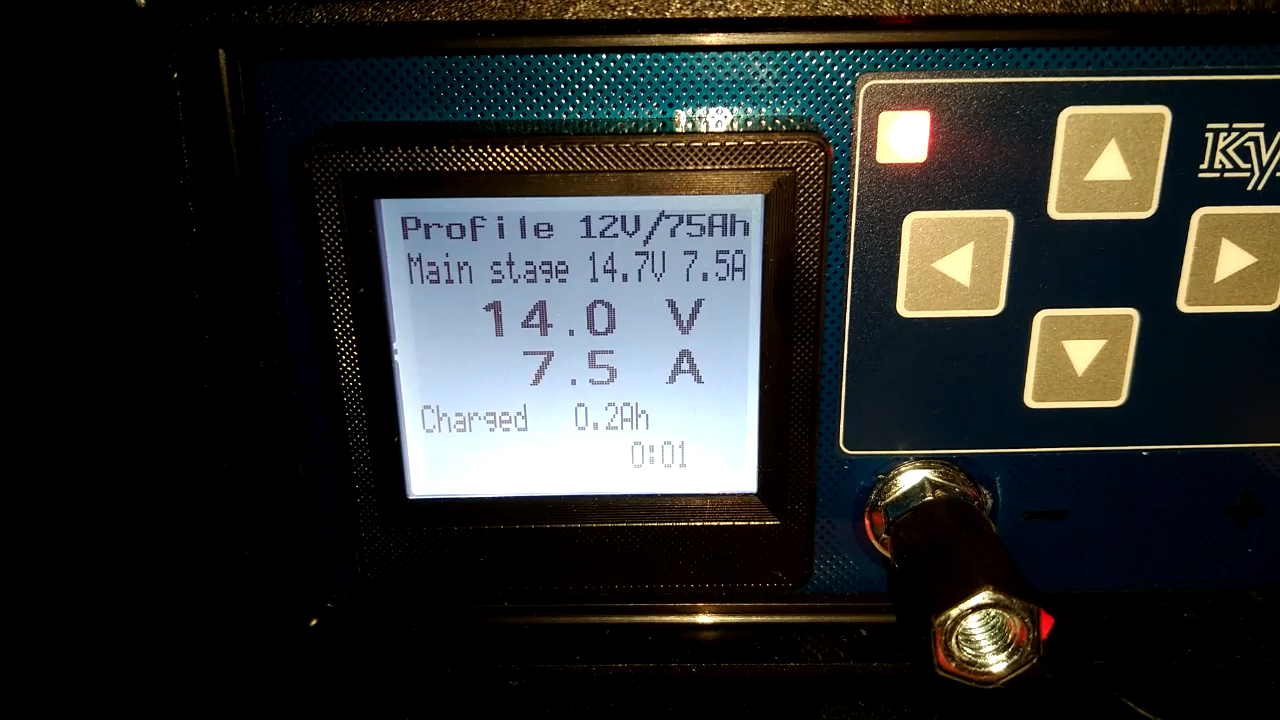 Profile 12V/75Ah
Main stage 14.7V 7.5A
14.0 V
7.5 A
Charged 0.2Ah
0:01
- +